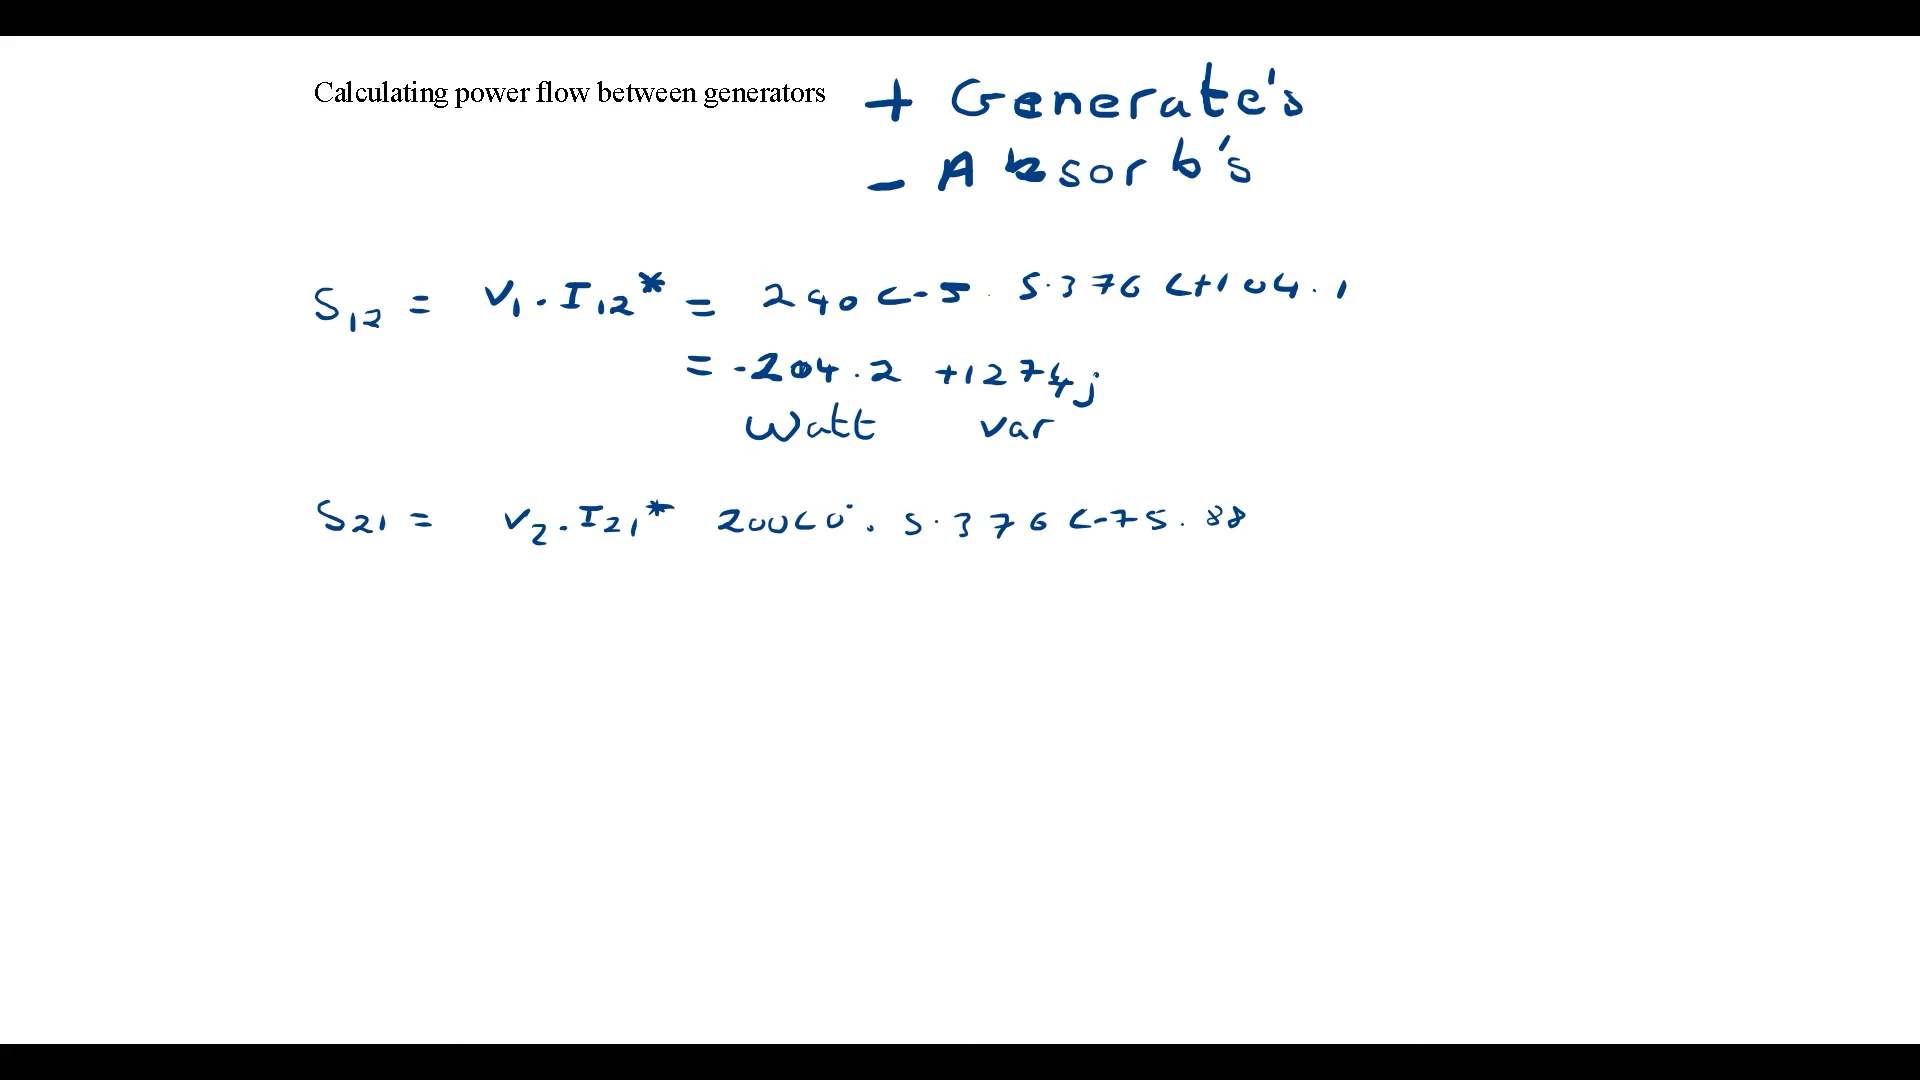 Calculating power flow between generators + Generate's
- Absorb's
S12 = V1 . I12* = 240 ∠-5 . 5.376 ∠+104.1
= -204.2 +1274j
Watt var
S21 = V2 . I21* 200∠0° . 5.376 ∠-75.88